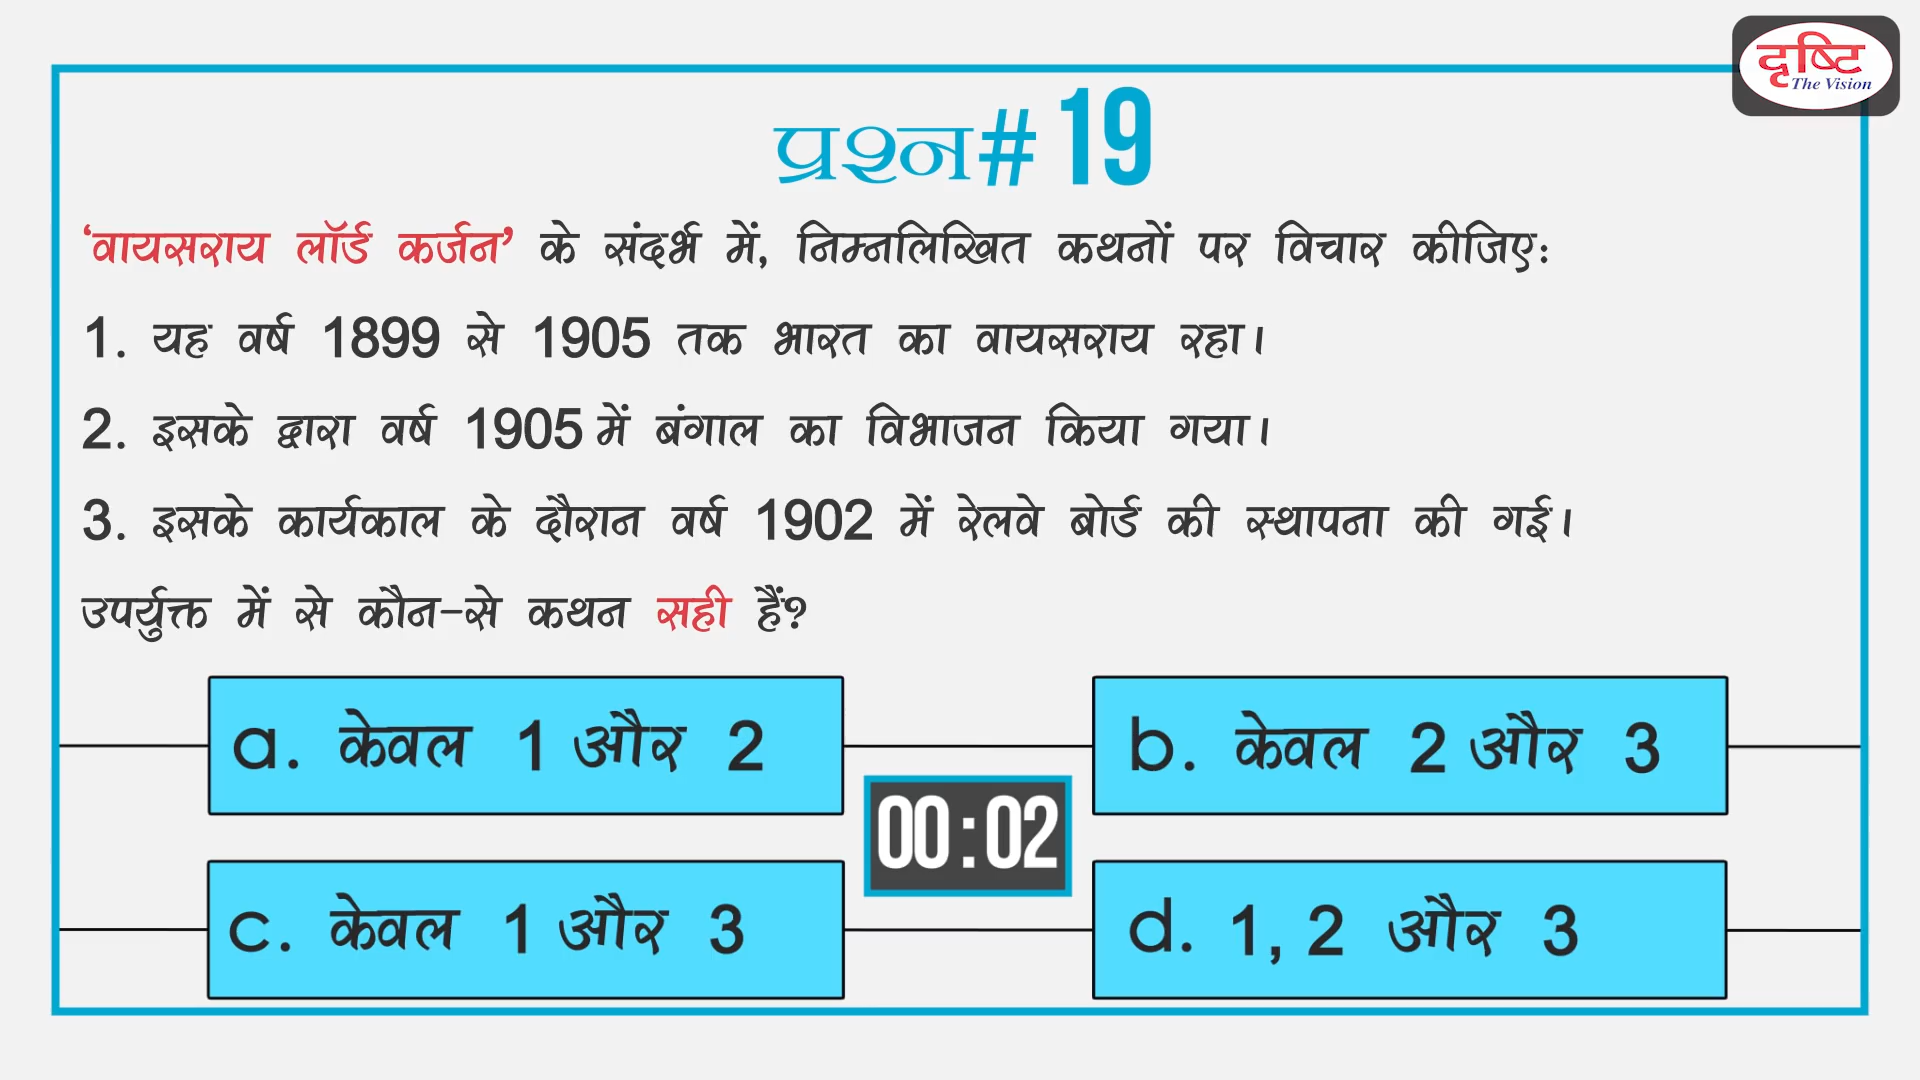 दृष्टि
The Vision
प्रश्न# 19
‘वायसराय लॉर्ड कर्जन’ के संदर्भ में, निम्नलिखित कथनों पर विचार कीजिए:
1. यह वर्ष 1899 से 1905 तक भारत का वायसराय रहा।
2. इसके द्वारा वर्ष 1905 में बंगाल का विभाजन किया गया।
3. इसके कार्यकाल के दौरान वर्ष 1902 में रेलवे बोर्ड की स्थापना की गई।
उपर्युक्त में से कौन-से कथन सही हैं?
a. केवल 1 और 2
b. केवल 2 और 3
00:02
c. केवल 1 और 3
d. 1, 2 और 3